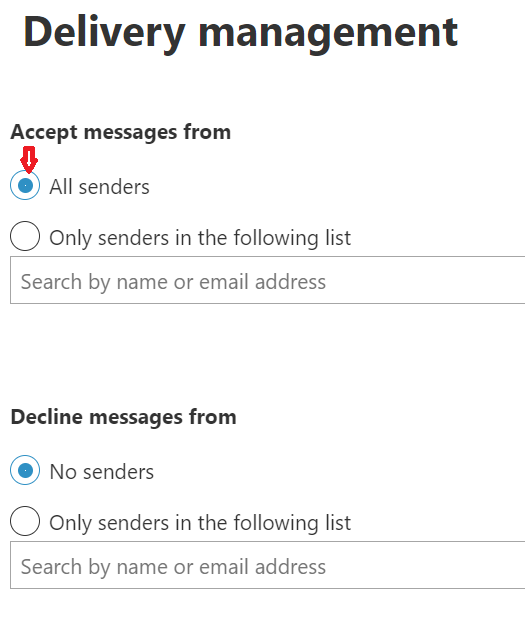 Delivery management
Accept messages from
All senders
Only senders in the following list
Search by name or email address
Decline messages from
No senders
Only senders in the following list
Search by name or email address